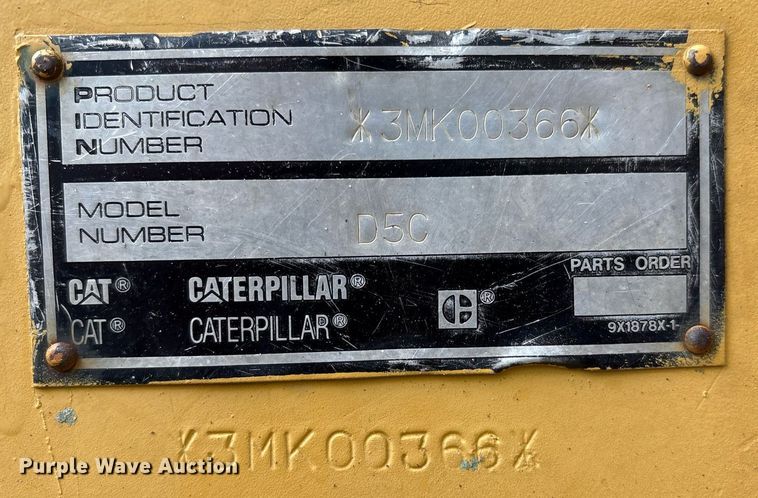 PRODUCT
IDENTIFICATION
NUMBER
*3MK00366*
MODEL
NUMBER
D5C
PARTS ORDER
CAT® CATERPILLAR® C®
CAT® CATERPILLAR®
9X1878X-1-
*3MK00366*
Purple Wave Auction